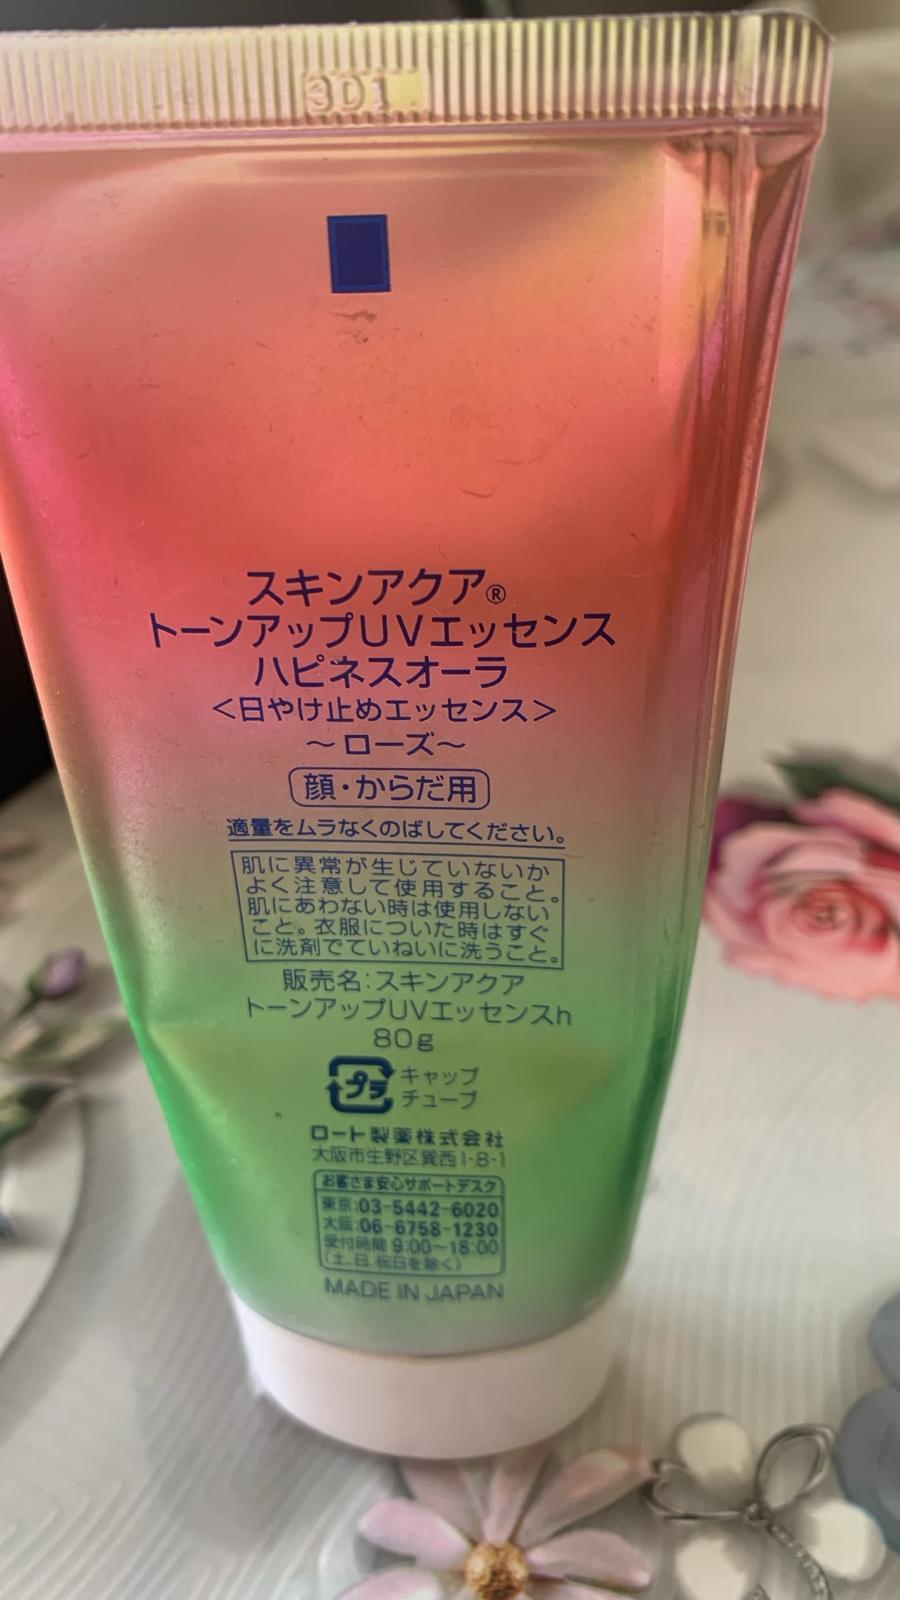 3D1
スキンアクア®
トーンアップUVエッセンス
ハピネスオーラ
<日やけ止めエッセンス>
～ローズ～
顔・からだ用
適量をムラなくのばしてください。
肌に異常が生じていないか
よく注意して使用すること。
肌にあわない時は使用しない
こと。衣服についた時はすぐ
に洗剤でていねいに洗うこと。
販売名:スキンアクア
トーンアップUVエッセンスh
80g
プラ
キャップ
チューブ
ロート製薬株式会社
大阪市生野区巽西1-8-1
お客さま安心サポートデスク
東京:03-5442-6020
大阪:06-6758-1230
受付時間 9:00～18:00
(土、日、祝日を除く)
MADE IN JAPAN